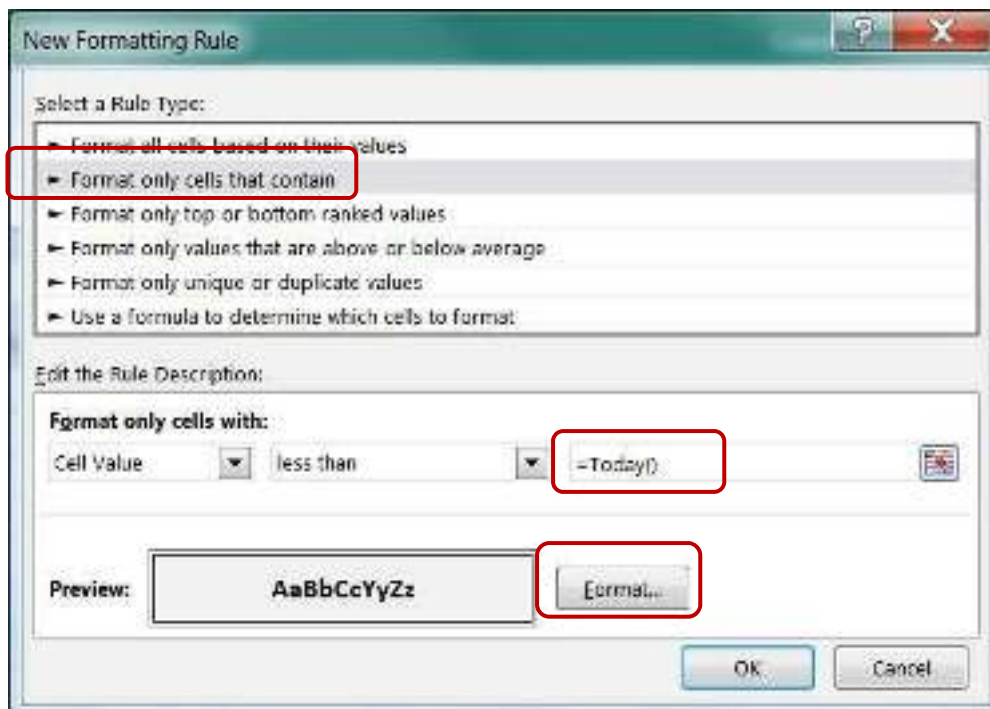 New Formatting Rule
?
X
Select a Rule Type:
► Format all cells based on their values
► Format only cells that contain
► Format only top or bottom ranked values
► Format only values that are above or below average
► Format only unique or duplicate values
► Use a formula to determine which cells to format
Edit the Rule Description:
Format only cells with:
Cell Value less than =Today()
Preview: AaBbCcYyZz Format...
OK Cancel